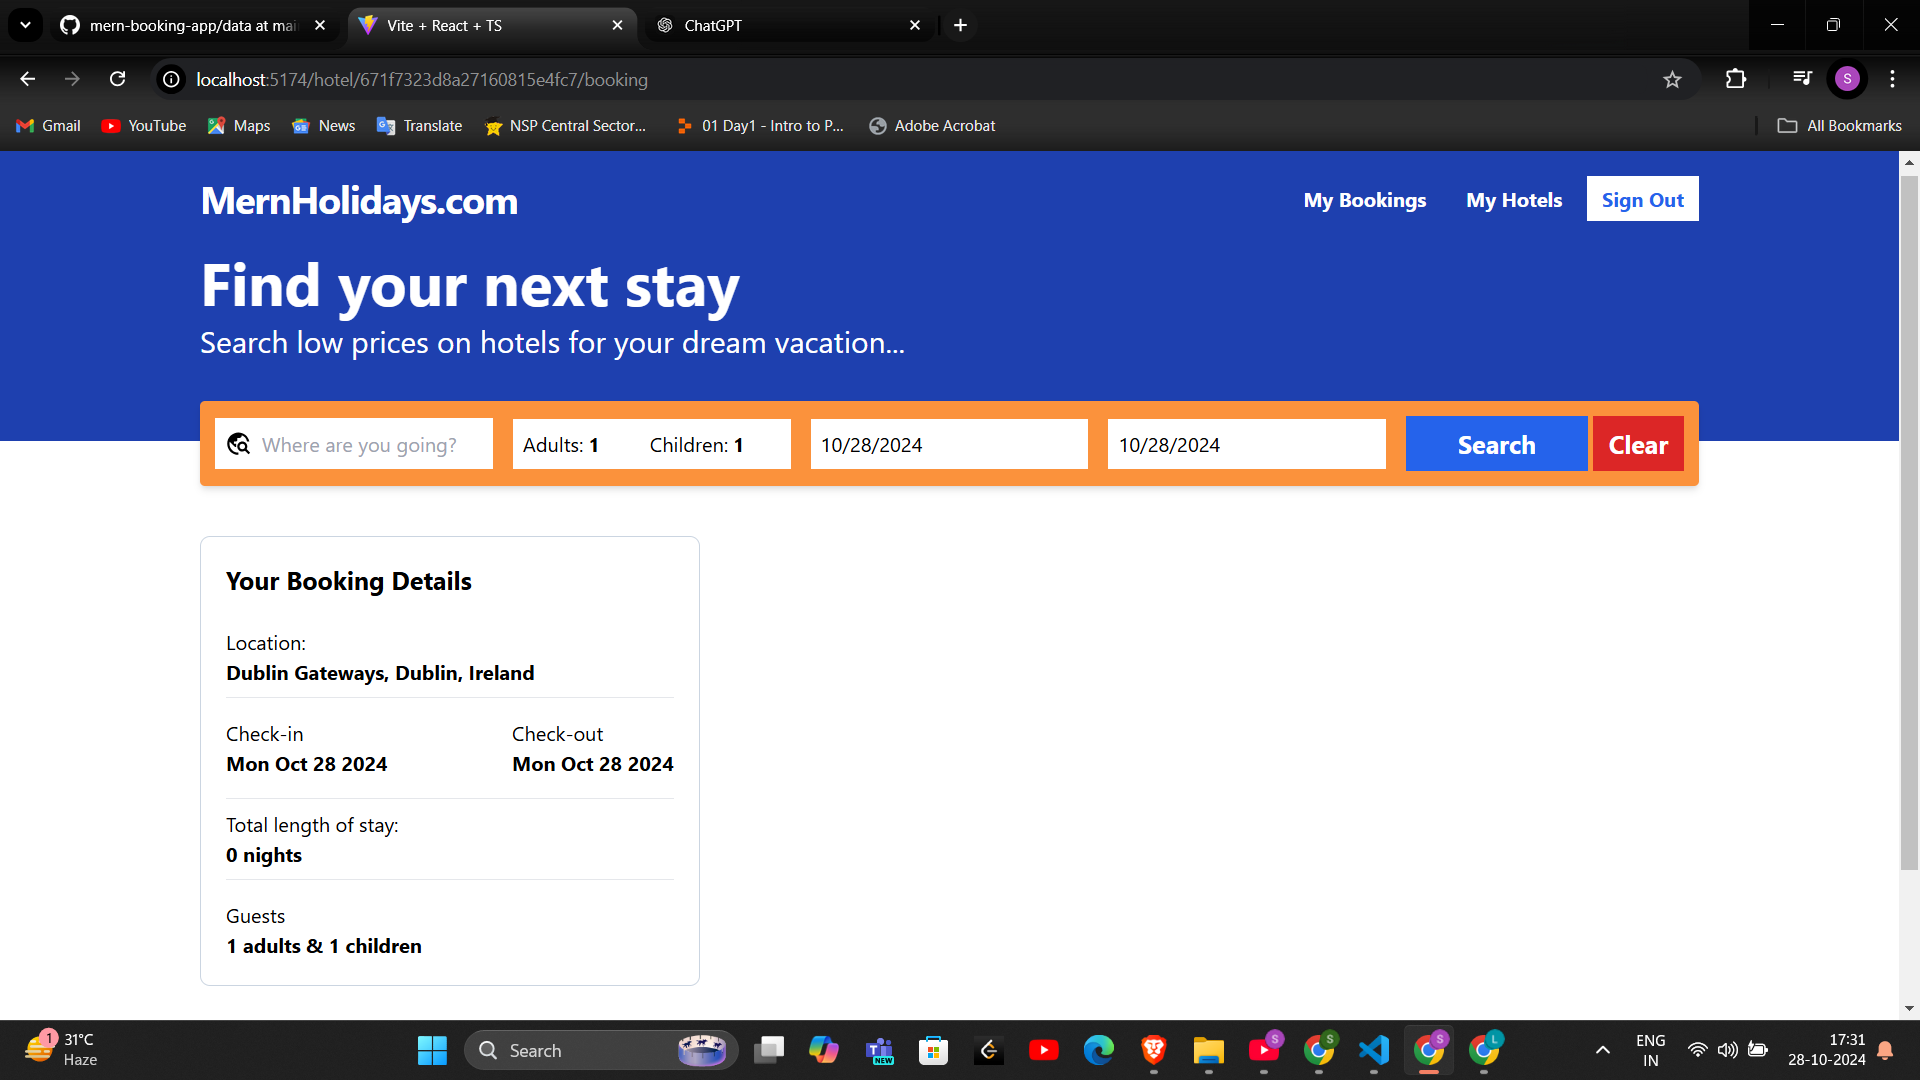 mern-booking-app/data at mai
Vite + React + TS
ChatGPT
localhost:5174/hotel/671f7323d8a27160815e4fc7/booking
S
Gmail
YouTube
Maps
News
Translate
NSP Central Sector...
01 Day1 - Intro to P...
Adobe Acrobat
All Bookmarks
MernHolidays.com
My Bookings
My Hotels
Sign Out
Find your next stay
Search low prices on hotels for your dream vacation...
Where are you going?
Adults: 1
Children: 1
10/28/2024
10/28/2024
Search
Clear
Your Booking Details
Location:
Dublin Gateways, Dublin, Ireland
Check-in
Check-out
Mon Oct 28 2024
Mon Oct 28 2024
Total length of stay:
0 nights
Guests
1 adults & 1 children
1
31°C
Haze
Search
NEW
S
S
S
L
ENG
IN
17:31
28-10-2024